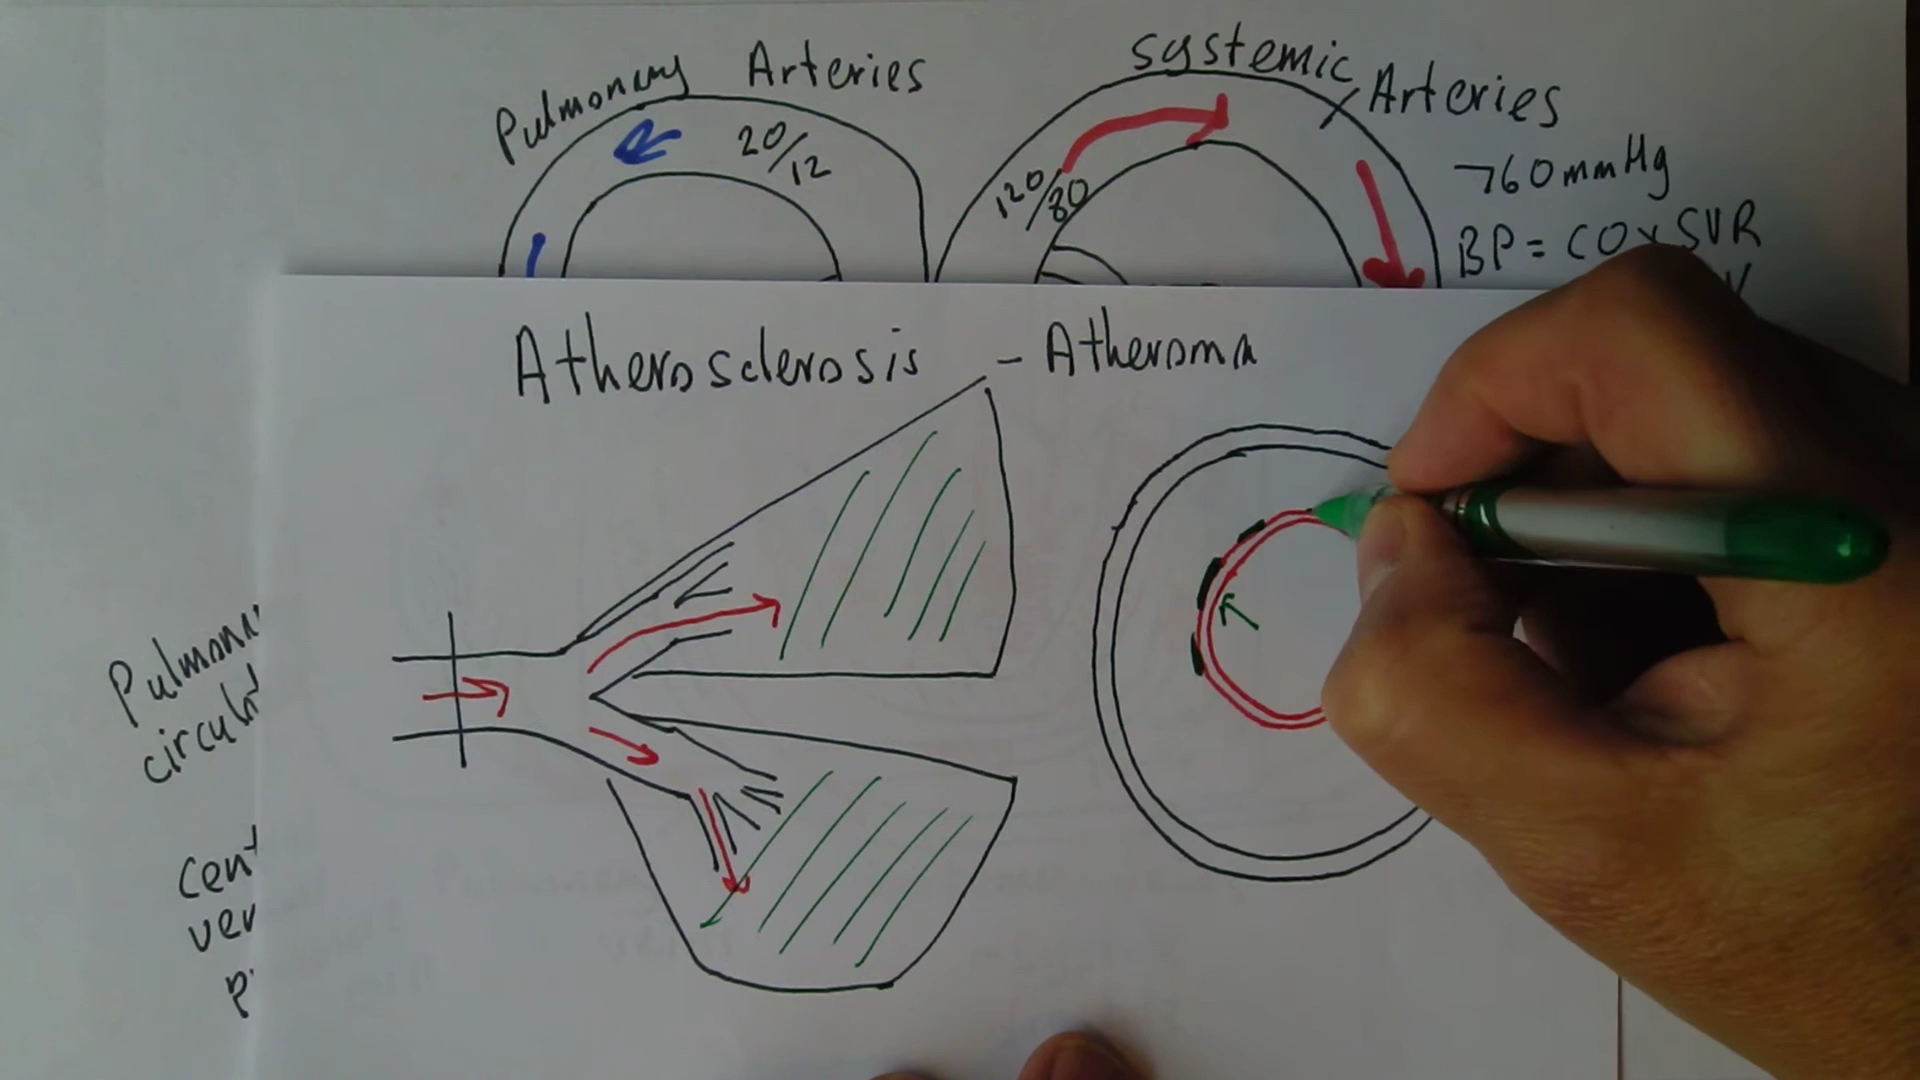 Pulmonary Arteries
systemic Arteries
20/12
120/80
760mmHg
BP = CO x SVR
Atherosclerosis - Atheroma